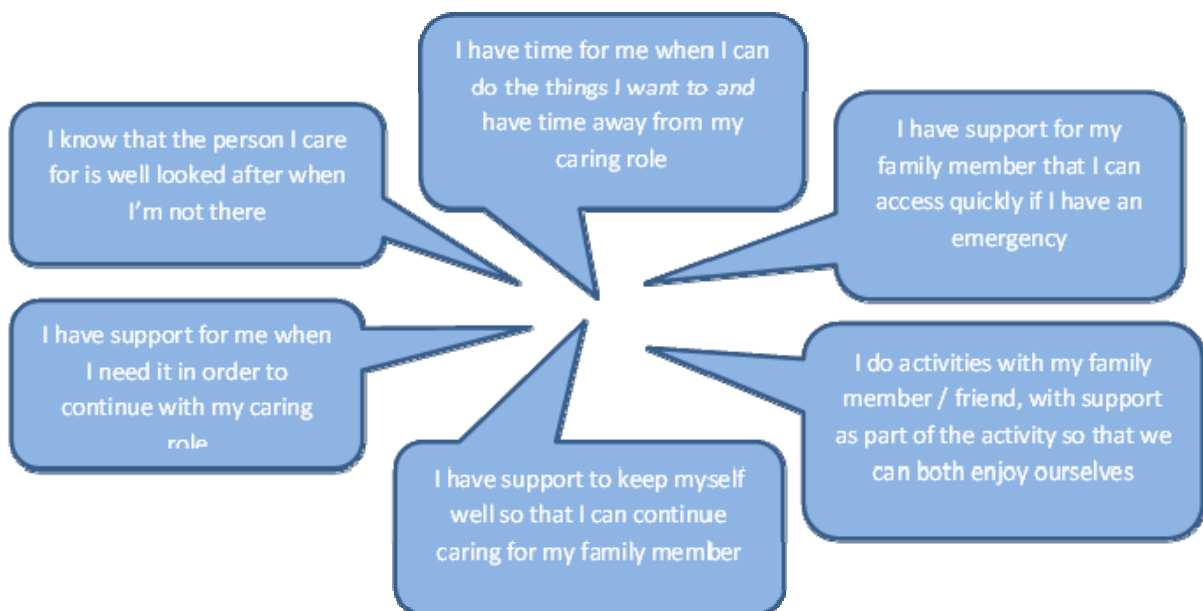 I have time for me when I can
do the things I want to and
have time away from my
caring role
I know that the person I care
for is well looked after when
I'm not there
I have support for my
family member that I can
access quickly if I have an
emergency
I have support for me when
I need it in order to
continue with my caring
role
I do activities with my family
member / friend, with support
as part of the activity so that we
can both enjoy ourselves
I have support to keep myself
well so that I can continue
caring for my family member